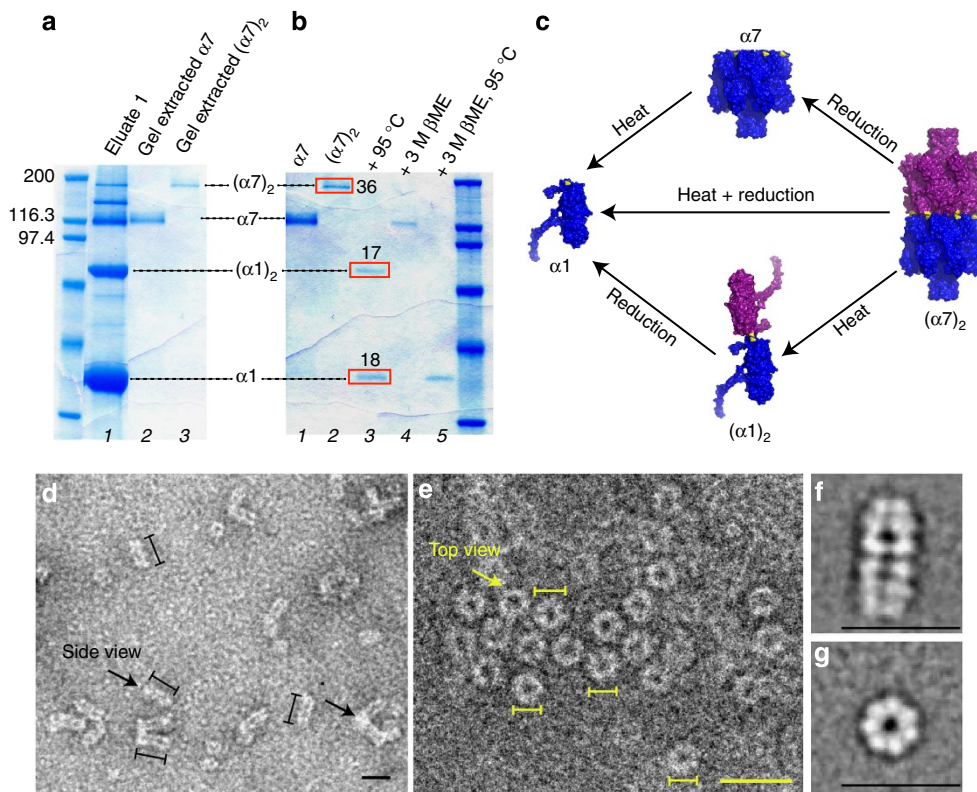 a
Eluate 1
Gel extracted α7
Gel extracted (α7)₂
200
116.3
97.4
(α7)₂
α7
(α1)₂
α1
1 2 3
b
α7
(α7)₂
+ 95 °C
+ 3 M βME
+ 3 M βME, 95 °C
36
17
18
1 2 3 4 5
c
α7
Heat
Reduction
Heat + reduction
α1
Reduction
Heat
(α7)₂
(α1)₂
d
Side view
e
Top view
f
g